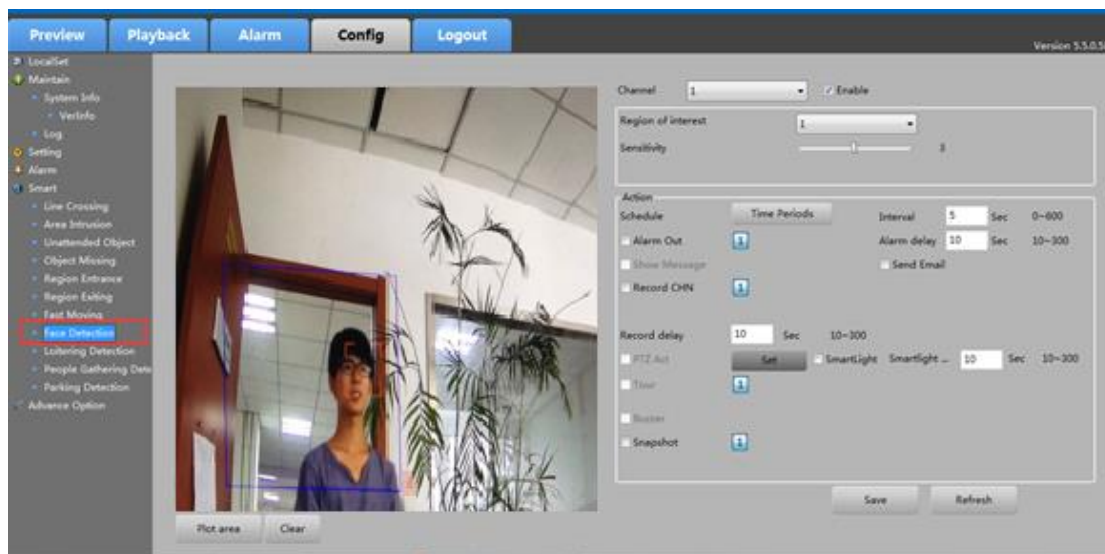 Preview Playback Alarm Config Logout
Version 5.5.0.5
LocalSet
Maintain
System Info
VerInfo
Log
Setting
Alarm
Smart
Line Crossing
Area Intrusion
Unattended Object
Object Missing
Region Entrance
Region Exiting
Fast Moving
Face Detection
Loitering Detection
People Gathering Dete
Parking Detection
Advance Option
Plot area Clear
Channel 1 Enable
Region of interest 1
Sensitivity 3
Action
Schedule Time Periods Interval 5 Sec 0~600
Alarm Out 1 Alarm delay 10 Sec 10~300
Show Message Send Email
Record CHN 1
Record delay 10 Sec 10~300
PTZ Act Set SmartLight Smartlight ... 10 Sec 10~300
Tour 1
Buzzer
Snapshot 1
Save Refresh